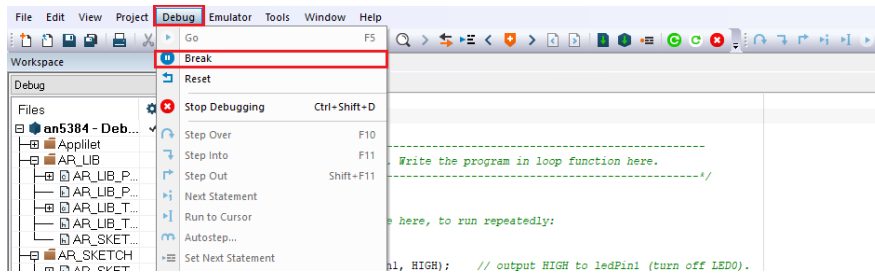 File Edit View Project Debug Emulator Tools Window Help
Go F5
Workspace
Break
Debug
Reset
Files
Stop Debugging Ctrl+Shift+D
an5384 - Deb...
Step Over F10
Applilet
Step Into F11
. Write the program in loop function here.
AR_LIB
---*/
AR_LIB_P...
Step Out Shift+F11
AR_LIB_P...
Next Statement
AR_LIB_T...
Run to Cursor
e here, to run repeatedly:
AR_LIB_T...
Autostep...
AR_SKET...
AR_SKETCH
Set Next Statement
n1, HIGH); // output HIGH to ledPin1 (turn off LED0).
AR_SKET...